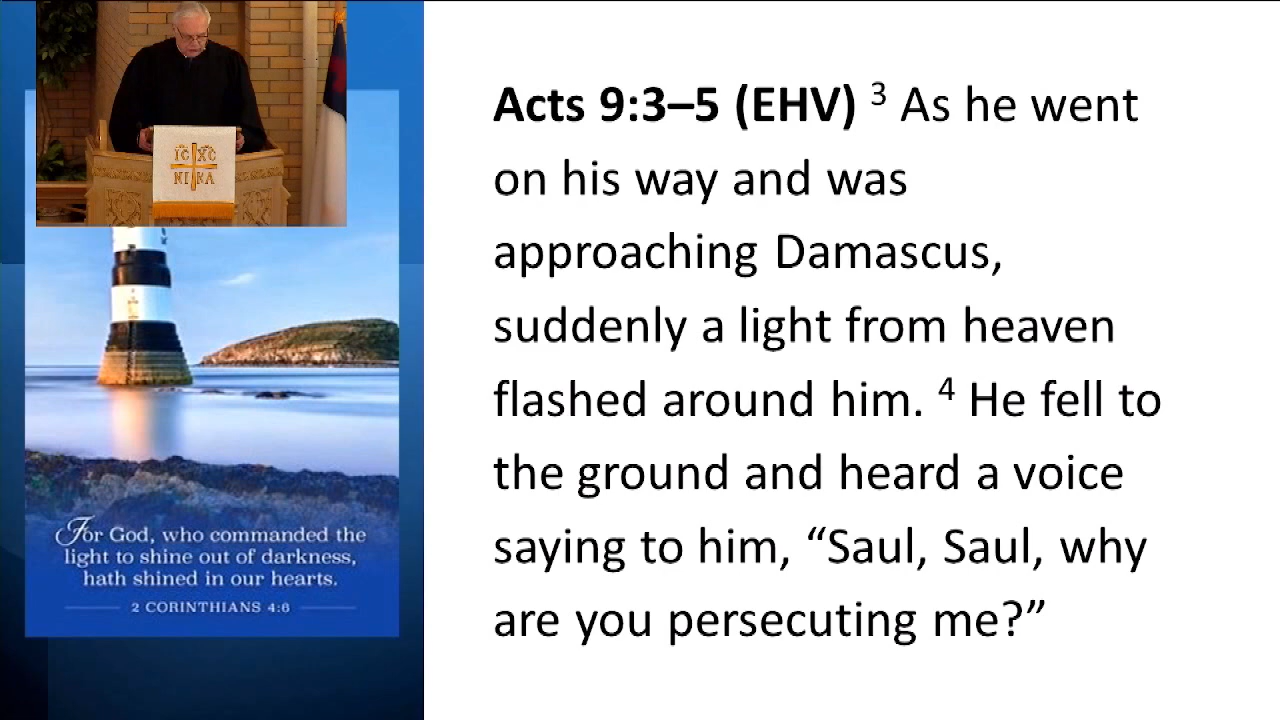 IC XC
NI KA
For God, who commanded the
light to shine out of darkness,
hath shined in our hearts.
2 CORINTHIANS 4:6
Acts 9:3–5 (EHV) ³ As he went
on his way and was
approaching Damascus,
suddenly a light from heaven
flashed around him. ⁴ He fell to
the ground and heard a voice
saying to him, “Saul, Saul, why
are you persecuting me?”